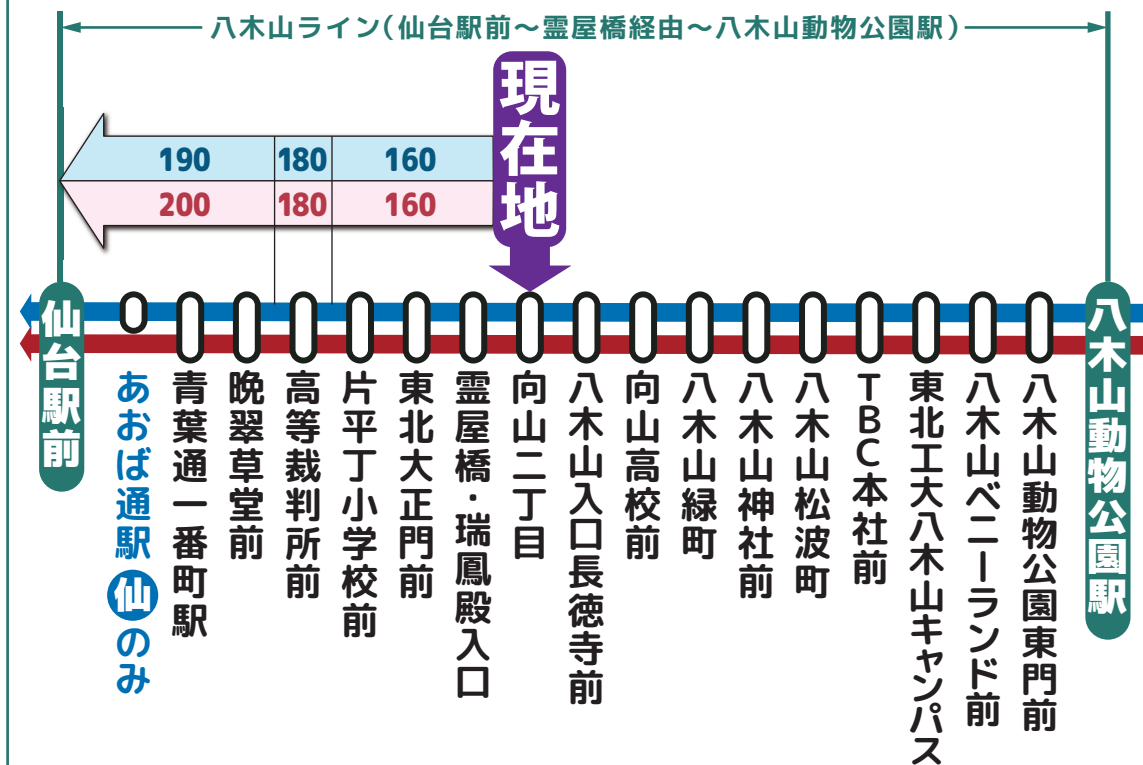 八木山ライン(仙台駅前～霊屋橋経由～八木山動物公園駅)
現在地
190 180 160
200 180 160
仙台駅前
あおば通駅 仙 のみ
青葉通一番町駅
晩翠草堂前
高等裁判所前
片平丁小学校前
東北大正門前
霊屋橋・瑞鳳殿入口
向山二丁目
八木山入口長徳寺前
向山高校前
八木山緑町
八木山神社前
八木山松波町
TBC本社前
東北工大八木山キャンパス
八木山ベニーランド前
八木山動物公園東門前
八木山動物公園駅